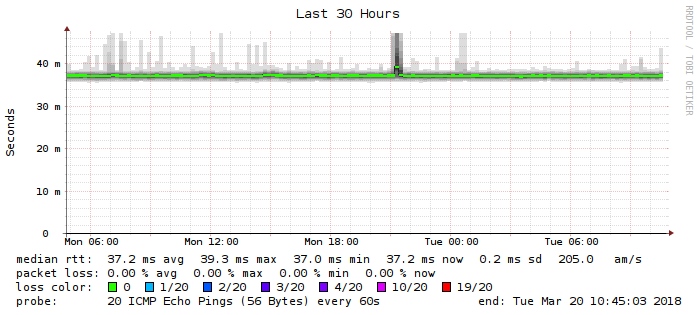 Last 30 Hours
RRDTOOL / TOBI OETIKER
Seconds
40 m
30 m
20 m
10 m
0
Mon 06:00 Mon 12:00 Mon 18:00 Tue 00:00 Tue 06:00
median rtt: 37.2 ms avg 39.3 ms max 37.0 ms min 37.2 ms now 0.2 ms sd 205.0 am/s
packet loss: 0.00 % avg 0.00 % max 0.00 % min 0.00 % now
loss color: 0 1/20 2/20 3/20 4/20 10/20 19/20
probe: 20 ICMP Echo Pings (56 Bytes) every 60s end: Tue Mar 20 10:45:03 2018